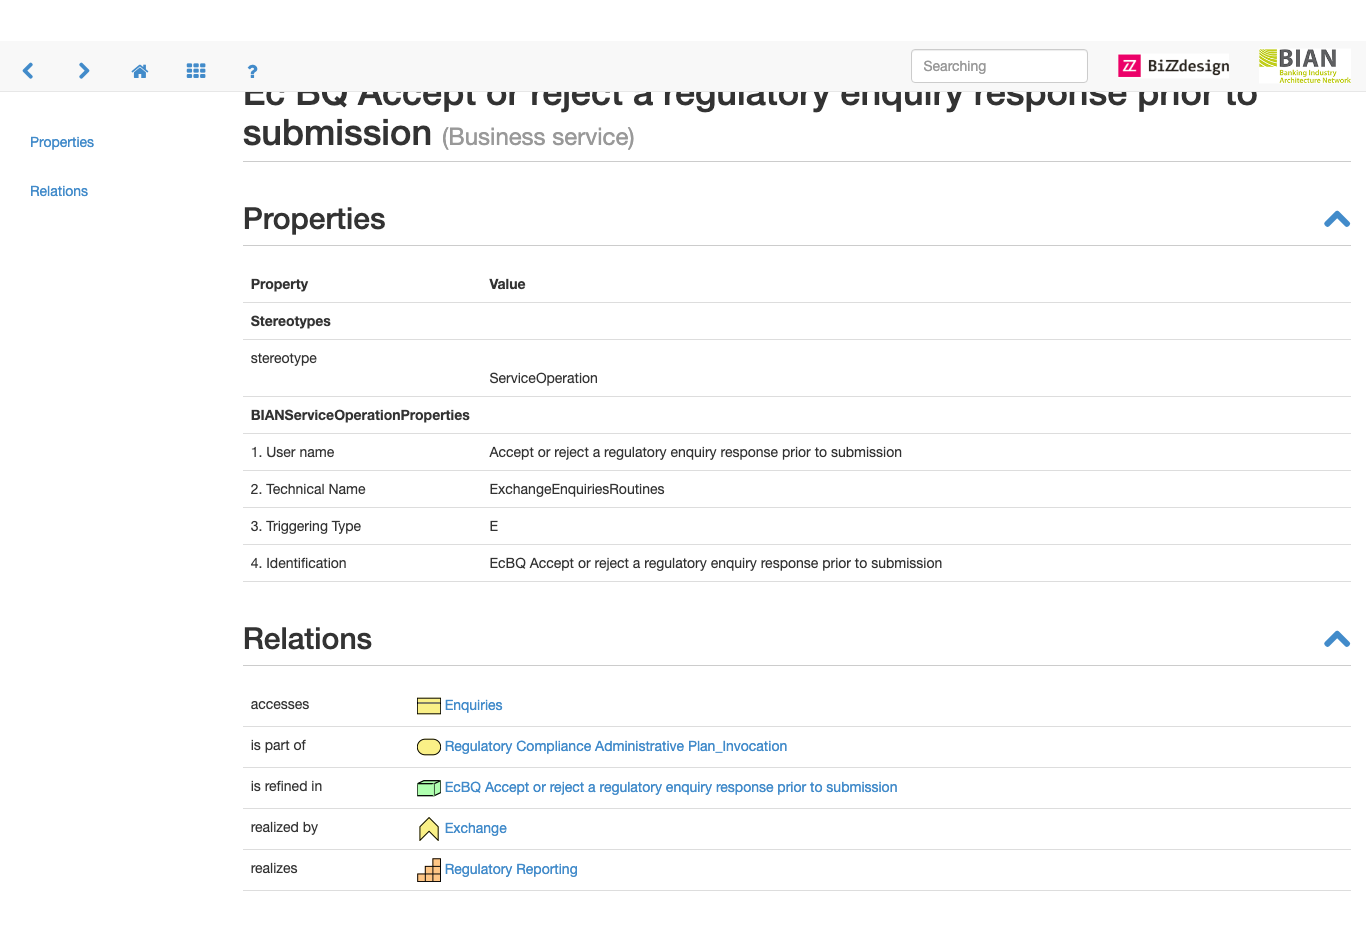 ?
Searching
ZZ BiZZdesign
BIAN
Banking Industry
Architecture Network
Ec BQ Accept or reject a regulatory enquiry response prior to
submission (Business service)
Properties
Relations
Properties
Property Value
Stereotypes
stereotype
ServiceOperation
BIANServiceOperationProperties
1. User name Accept or reject a regulatory enquiry response prior to submission
2. Technical Name ExchangeEnquiriesRoutines
3. Triggering Type E
4. Identification EcBQ Accept or reject a regulatory enquiry response prior to submission
Relations
accesses Enquiries
is part of Regulatory Compliance Administrative Plan_Invocation
is refined in EcBQ Accept or reject a regulatory enquiry response prior to submission
realized by Exchange
realizes Regulatory Reporting